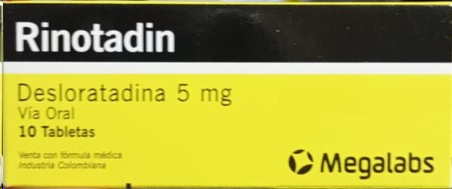 Rinotadin
Desloratadina 5 mg
Vía Oral
10 Tabletas
Venta con fórmula médica
Industria Colombiana
Megalabs